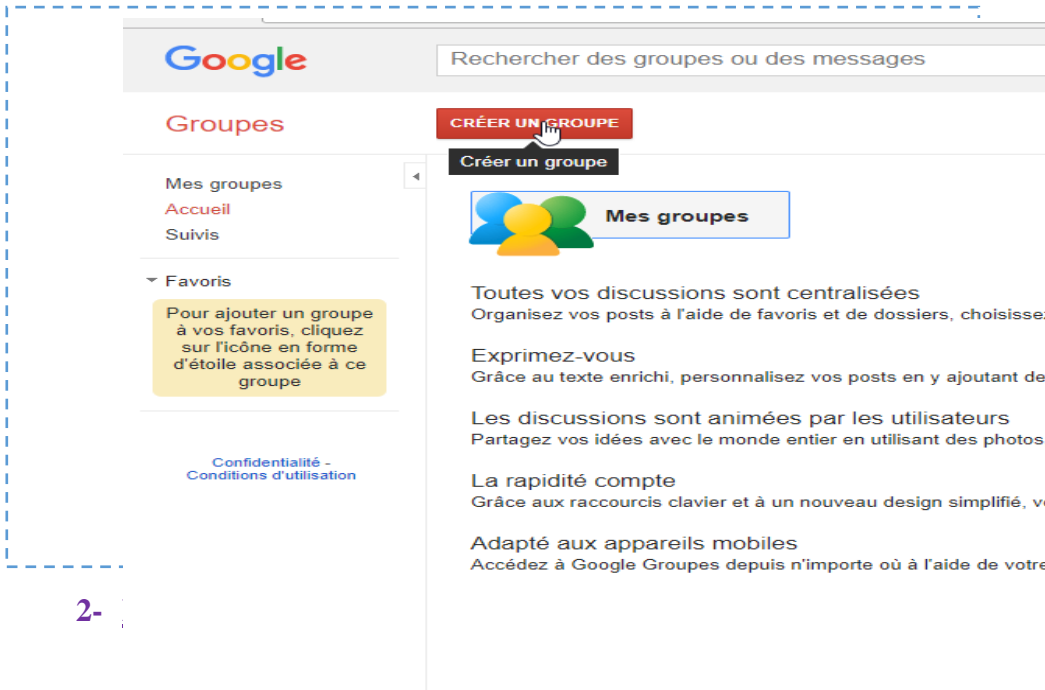 Google
Rechercher des groupes ou des messages
Groupes
CRÉER UN GROUPE
Créer un groupe
Mes groupes
Accueil
Suivis
Favoris
Pour ajouter un groupe
à vos favoris, cliquez
sur l'icône en forme
d'étoile associée à ce
groupe
Confidentialité -
Conditions d'utilisation
Mes groupes
Toutes vos discussions sont centralisées
Organisez vos posts à l'aide de favoris et de dossiers, choisissez
Exprimez-vous
Grâce au texte enrichi, personnalisez vos posts en y ajoutant de
Les discussions sont animées par les utilisateurs
Partagez vos idées avec le monde entier en utilisant des photos
La rapidité compte
Grâce aux raccourcis clavier et à un nouveau design simplifié,
Adapté aux appareils mobiles
Accédez à Google Groupes depuis n'importe où à l'aide de votre
2-